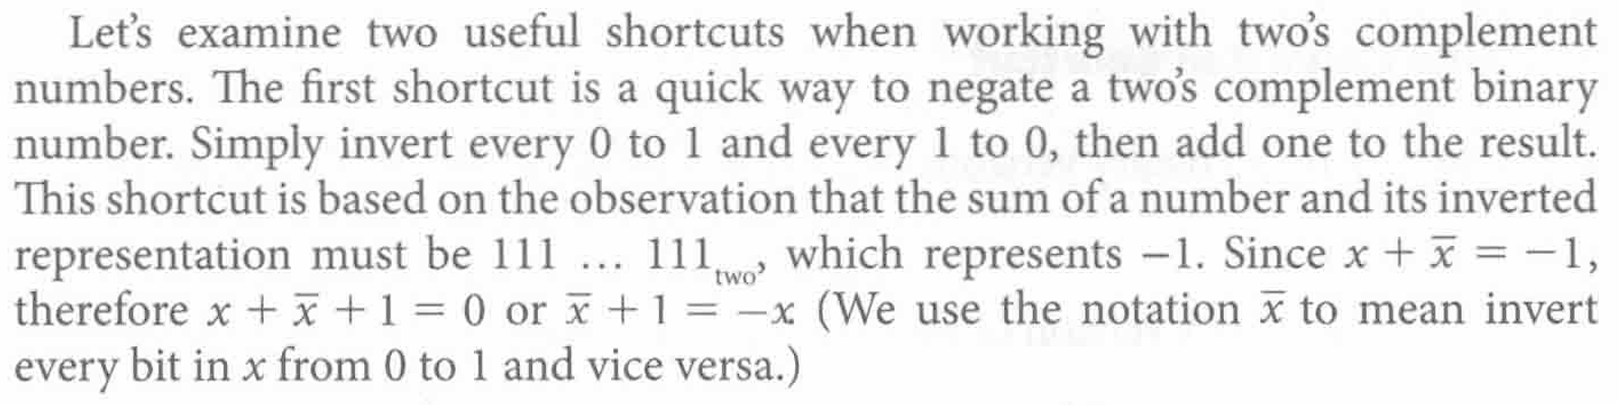 Let's examine two useful shortcuts when working with two's complement
numbers. The first shortcut is a quick way to negate a two's complement binary
number. Simply invert every 0 to 1 and every 1 to 0, then add one to the result.
This shortcut is based on the observation that the sum of a number and its inverted
representation must be 111 ... 111two, which represents −1. Since x + x̅ = −1,
therefore x + x̅ + 1 = 0 or x̅ + 1 = −x (We use the notation x̅ to mean invert
every bit in x from 0 to 1 and vice versa.)